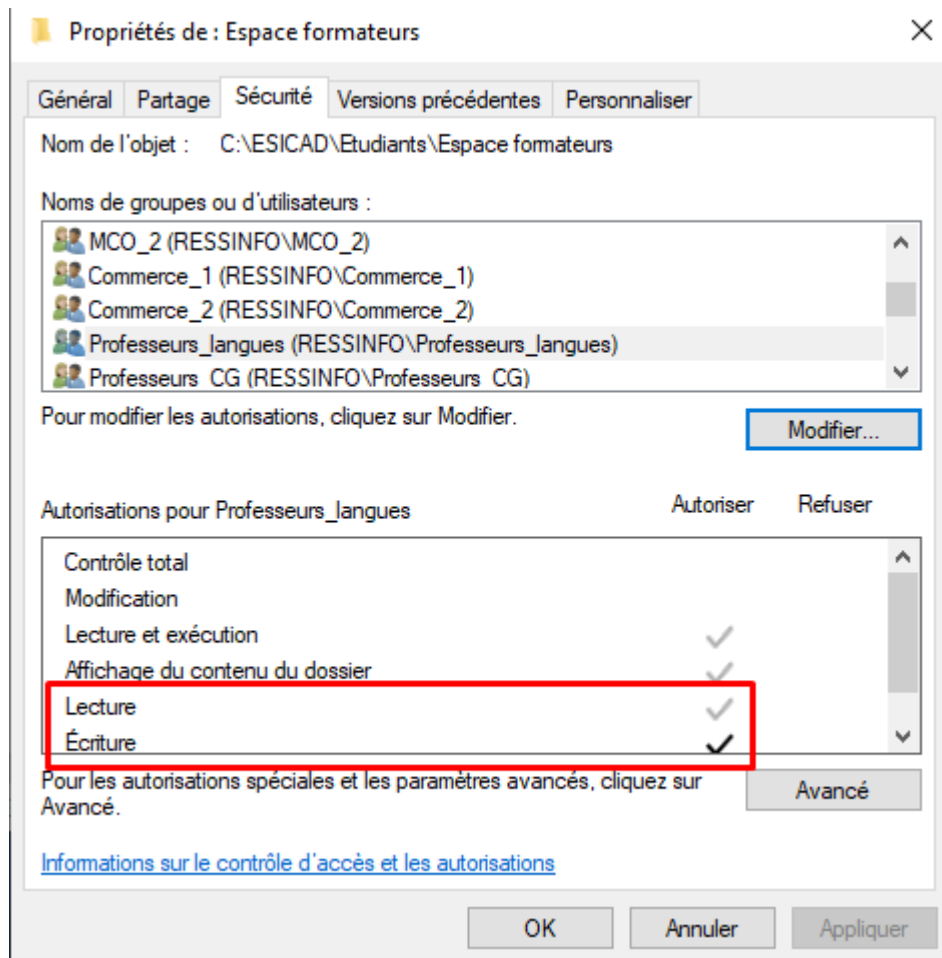 Propriétés de : Espace formateurs
Général Partage Sécurité Versions précédentes Personnaliser
Nom de l'objet : C:\ESICAD\Etudiants\Espace formateurs
Noms de groupes ou d'utilisateurs :
MCO_2 (RESSINFO\MCO_2)
Commerce_1 (RESSINFO\Commerce_1)
Commerce_2 (RESSINFO\Commerce_2)
Professeurs_langues (RESSINFO\Professeurs_langues)
Professeurs_CG (RESSINFO\Professeurs_CG)
Pour modifier les autorisations, cliquez sur Modifier.
Modifier...
Autorisations pour Professeurs_langues Autoriser Refuser
Contrôle total
Modification
Lecture et exécution
Affichage du contenu du dossier
Lecture
Écriture
Pour les autorisations spéciales et les paramètres avancés, cliquez sur
Avancé.
Avancé
Informations sur le contrôle d'accès et les autorisations
OK Annuler Appliquer